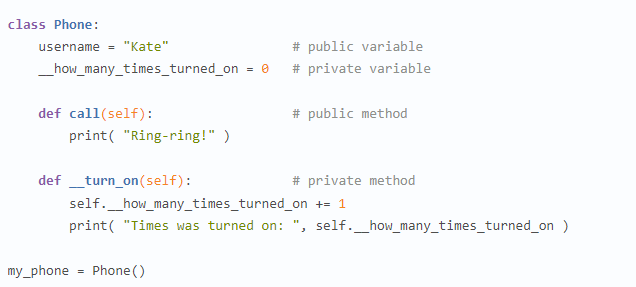 class Phone:
    username = "Kate"                # public variable
    __how_many_times_turned_on = 0   # private variable

    def call(self):                  # public method
        print( "Ring-ring!" )

    def __turn_on(self):             # private method
        self.__how_many_times_turned_on += 1
        print( "Times was turned on: ", self.__how_many_times_turned_on )

my_phone = Phone()